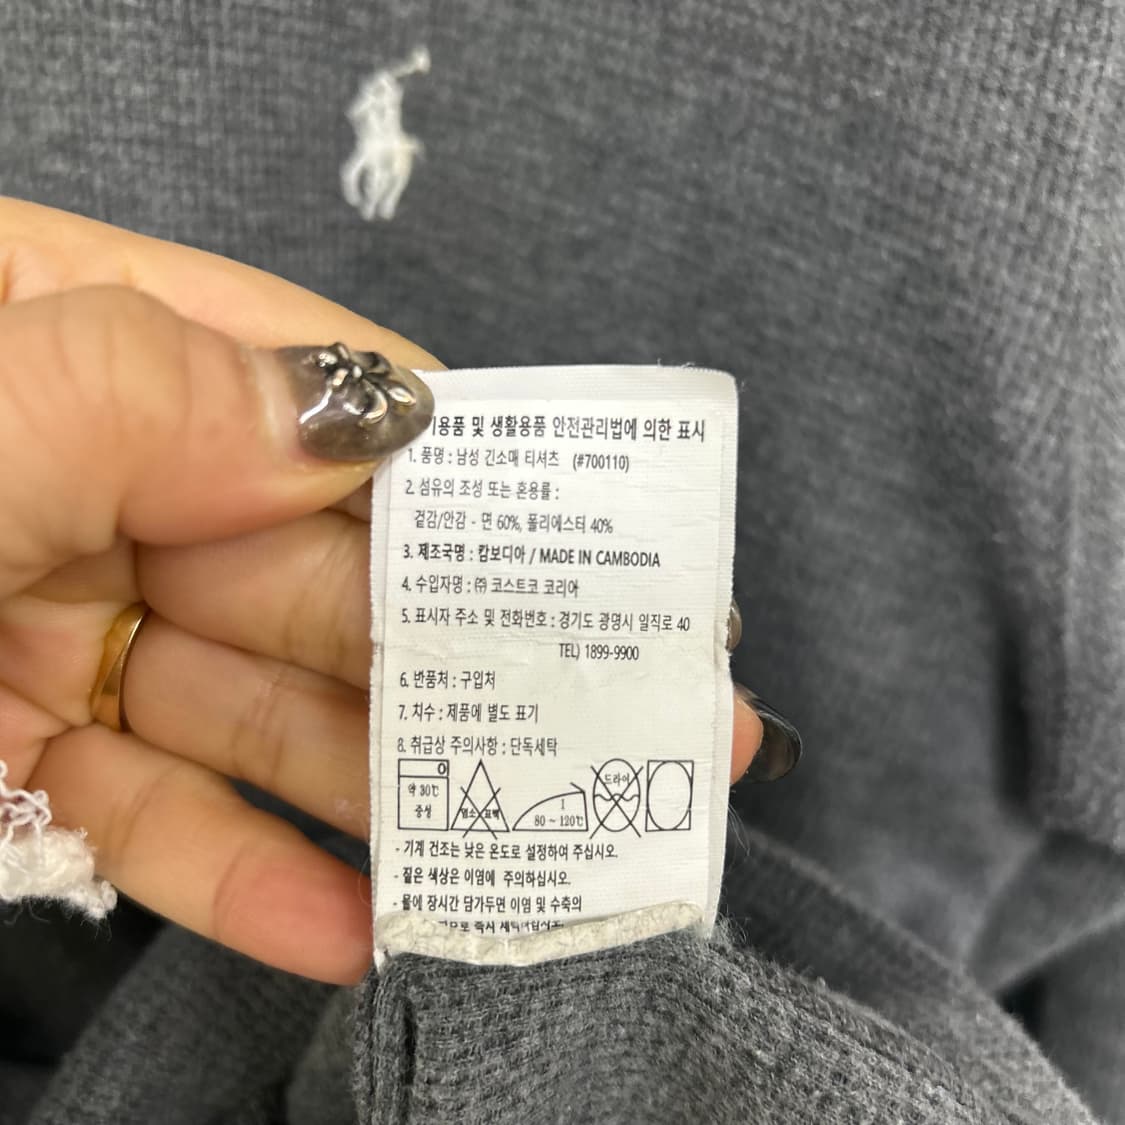 기용품 및 생활용품 안전관리법에 의한 표시
1. 품명 : 남성 긴소매 티셔츠 (#700110)
2. 섬유의 조성 또는 혼용률 :
겉감/안감 - 면 60%, 폴리에스터 40%
3. 제조국명 : 캄보디아 / MADE IN CAMBODIA
4. 수입자명 : ㈜ 코스트코 코리아
5. 표시자 주소 및 전화번호 : 경기도 광명시 일직로 40
TEL) 1899-9900
6. 반품처 : 구입처
7. 치수 : 제품에 별도 표기
8. 취급상 주의사항 : 단독세탁
약 30℃
중성
염소 표백
1
80 ~ 120℃
드라이
- 기계 건조는 낮은 온도로 설정하여 주십시오.
- 짙은 색상은 이염에 주의하십시오.
- 물에 장시간 담가두면 이염 및 수축의